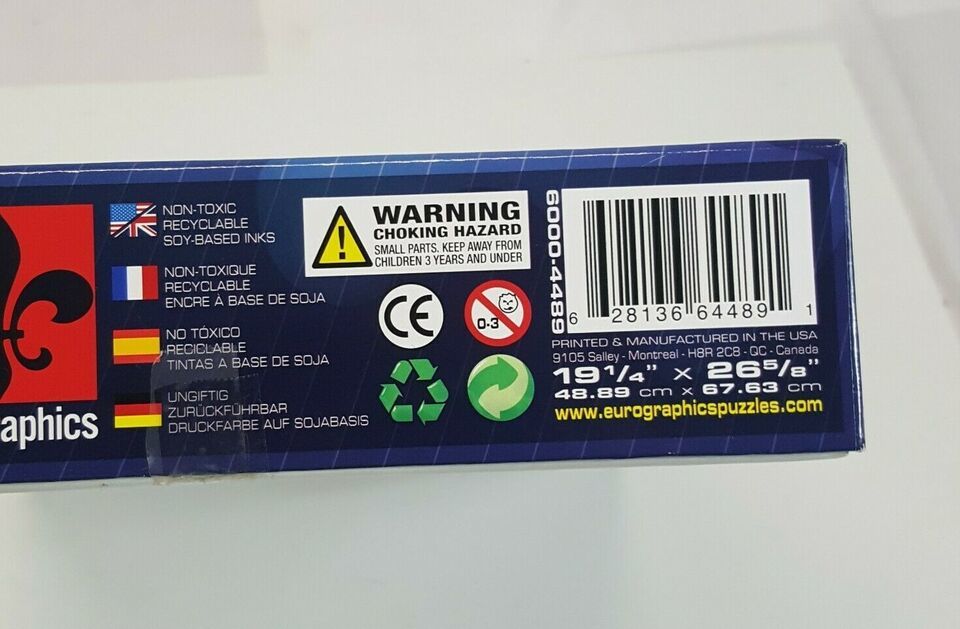 aphics
NON-TOXIC
RECYCLABLE
SOY-BASED INKS
NON-TOXIQUE
RECYCLABLE
ENCRE À BASE DE SOJA
NO TÓXICO
RECICLABLE
TINTAS A BASE DE SOJA
UNGIFTIG
ZURÜCKFÜHRBAR
DRUCKFARBE AUF SOJABASIS
WARNING
CHOKING HAZARD
SMALL PARTS. KEEP AWAY FROM
CHILDREN 3 YEARS AND UNDER
CE
0-3
6000-4489
6 28136 64489 1
PRINTED & MANUFACTURED IN THE USA
9105 Salley - Montreal - H8R 2C8 - QC - Canada
19 1/4" x 26 5/8"
48.89 cm x 67.63 cm
www.eurographicspuzzles.com